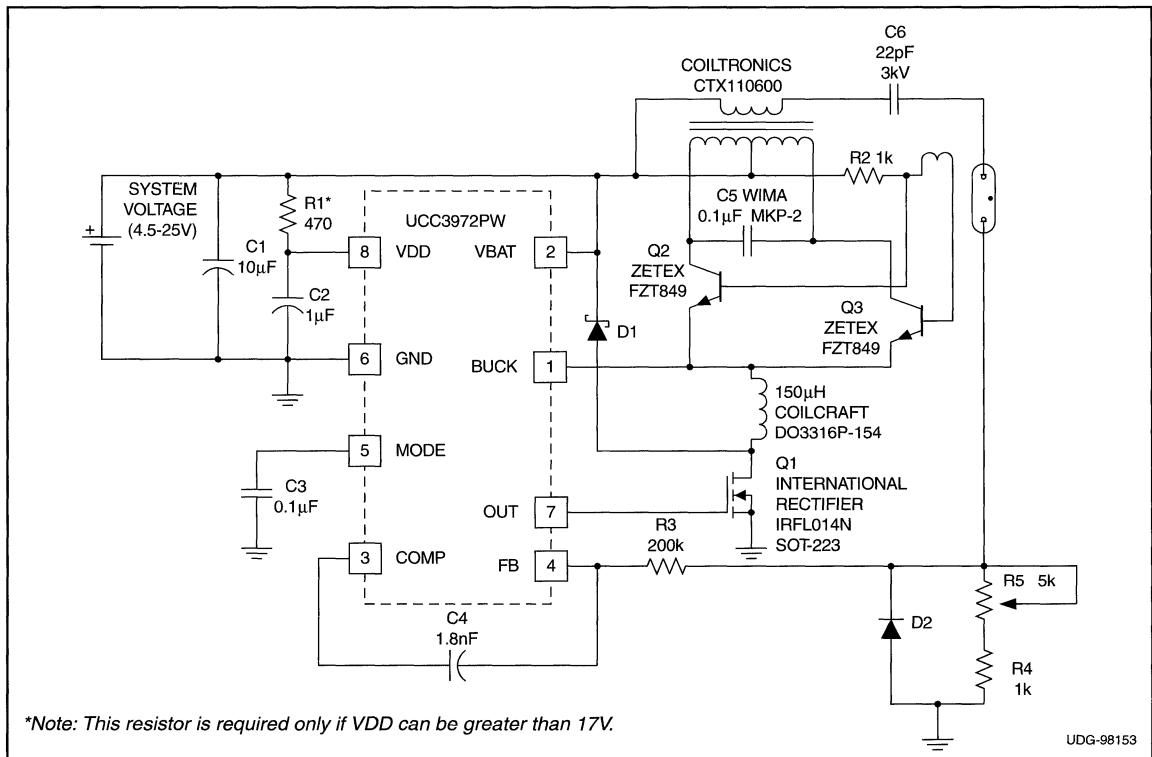 C6
22pF
3kV
COILTRONICS
CTX110600
R2 1k
SYSTEM
VOLTAGE
(4.5-25V)
+
R1*
470
UCC3972PW
C5 WIMA
0.1µF MKP-2
C1
10µF
8 VDD
VBAT 2
Q2
ZETEX
FZT849
C2
1µF
D1
Q3
ZETEX
FZT849
6 GND
BUCK 1
150µH
COILCRAFT
DO3316P-154
5 MODE
C3
0.1µF
Q1
INTERNATIONAL
RECTIFIER
IRFL014N
SOT-223
OUT 7
R3
200k
3 COMP
FB 4
R5 5k
C4
1.8nF
D2
R4
1k
*Note: This resistor is required only if VDD can be greater than 17V.
UDG-98153